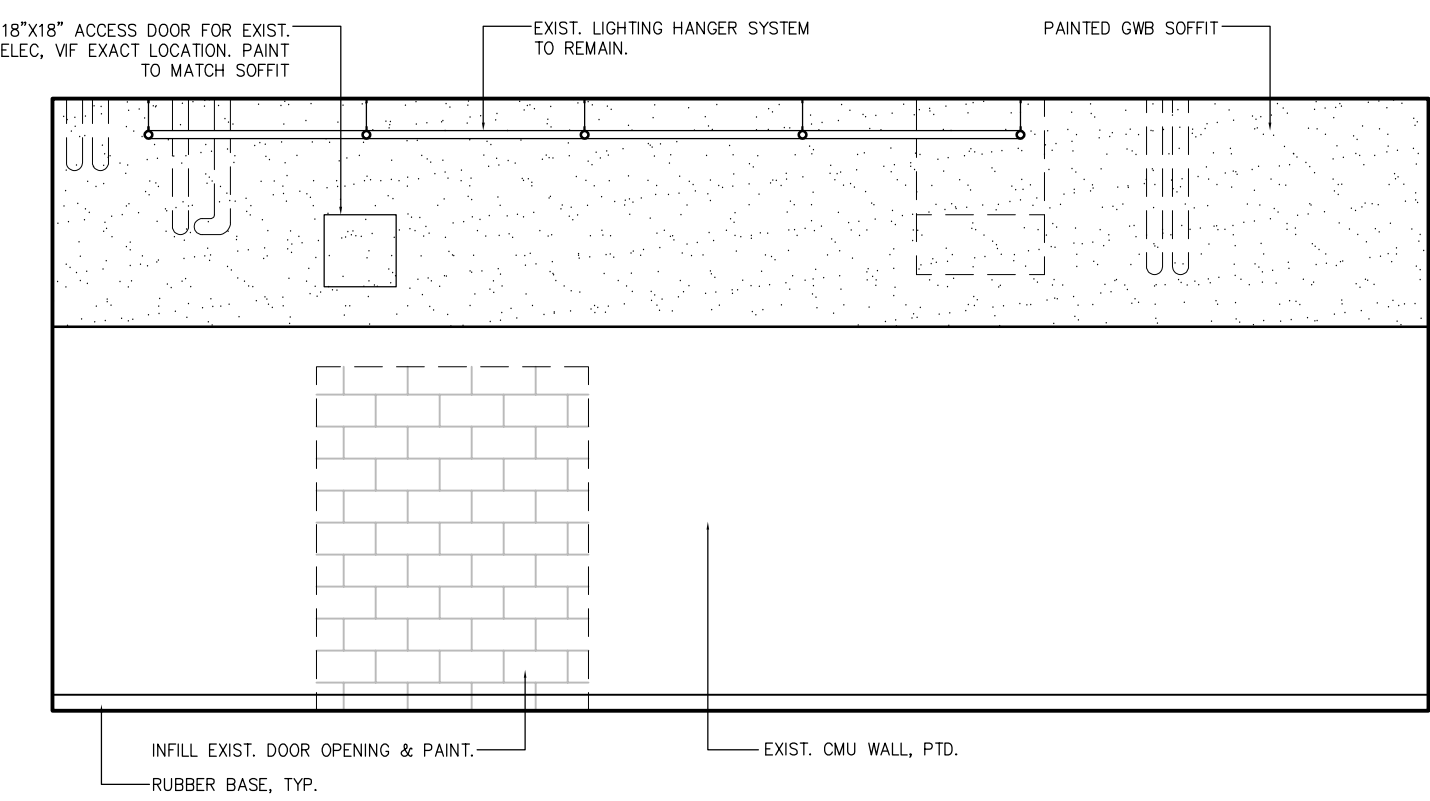 18"X18" ACCESS DOOR FOR EXIST.
ELEC, VIF EXACT LOCATION. PAINT
TO MATCH SOFFIT
EXIST. LIGHTING HANGER SYSTEM
TO REMAIN.
PAINTED GWB SOFFIT
INFILL EXIST. DOOR OPENING & PAINT.
EXIST. CMU WALL, PTD.
RUBBER BASE, TYP.